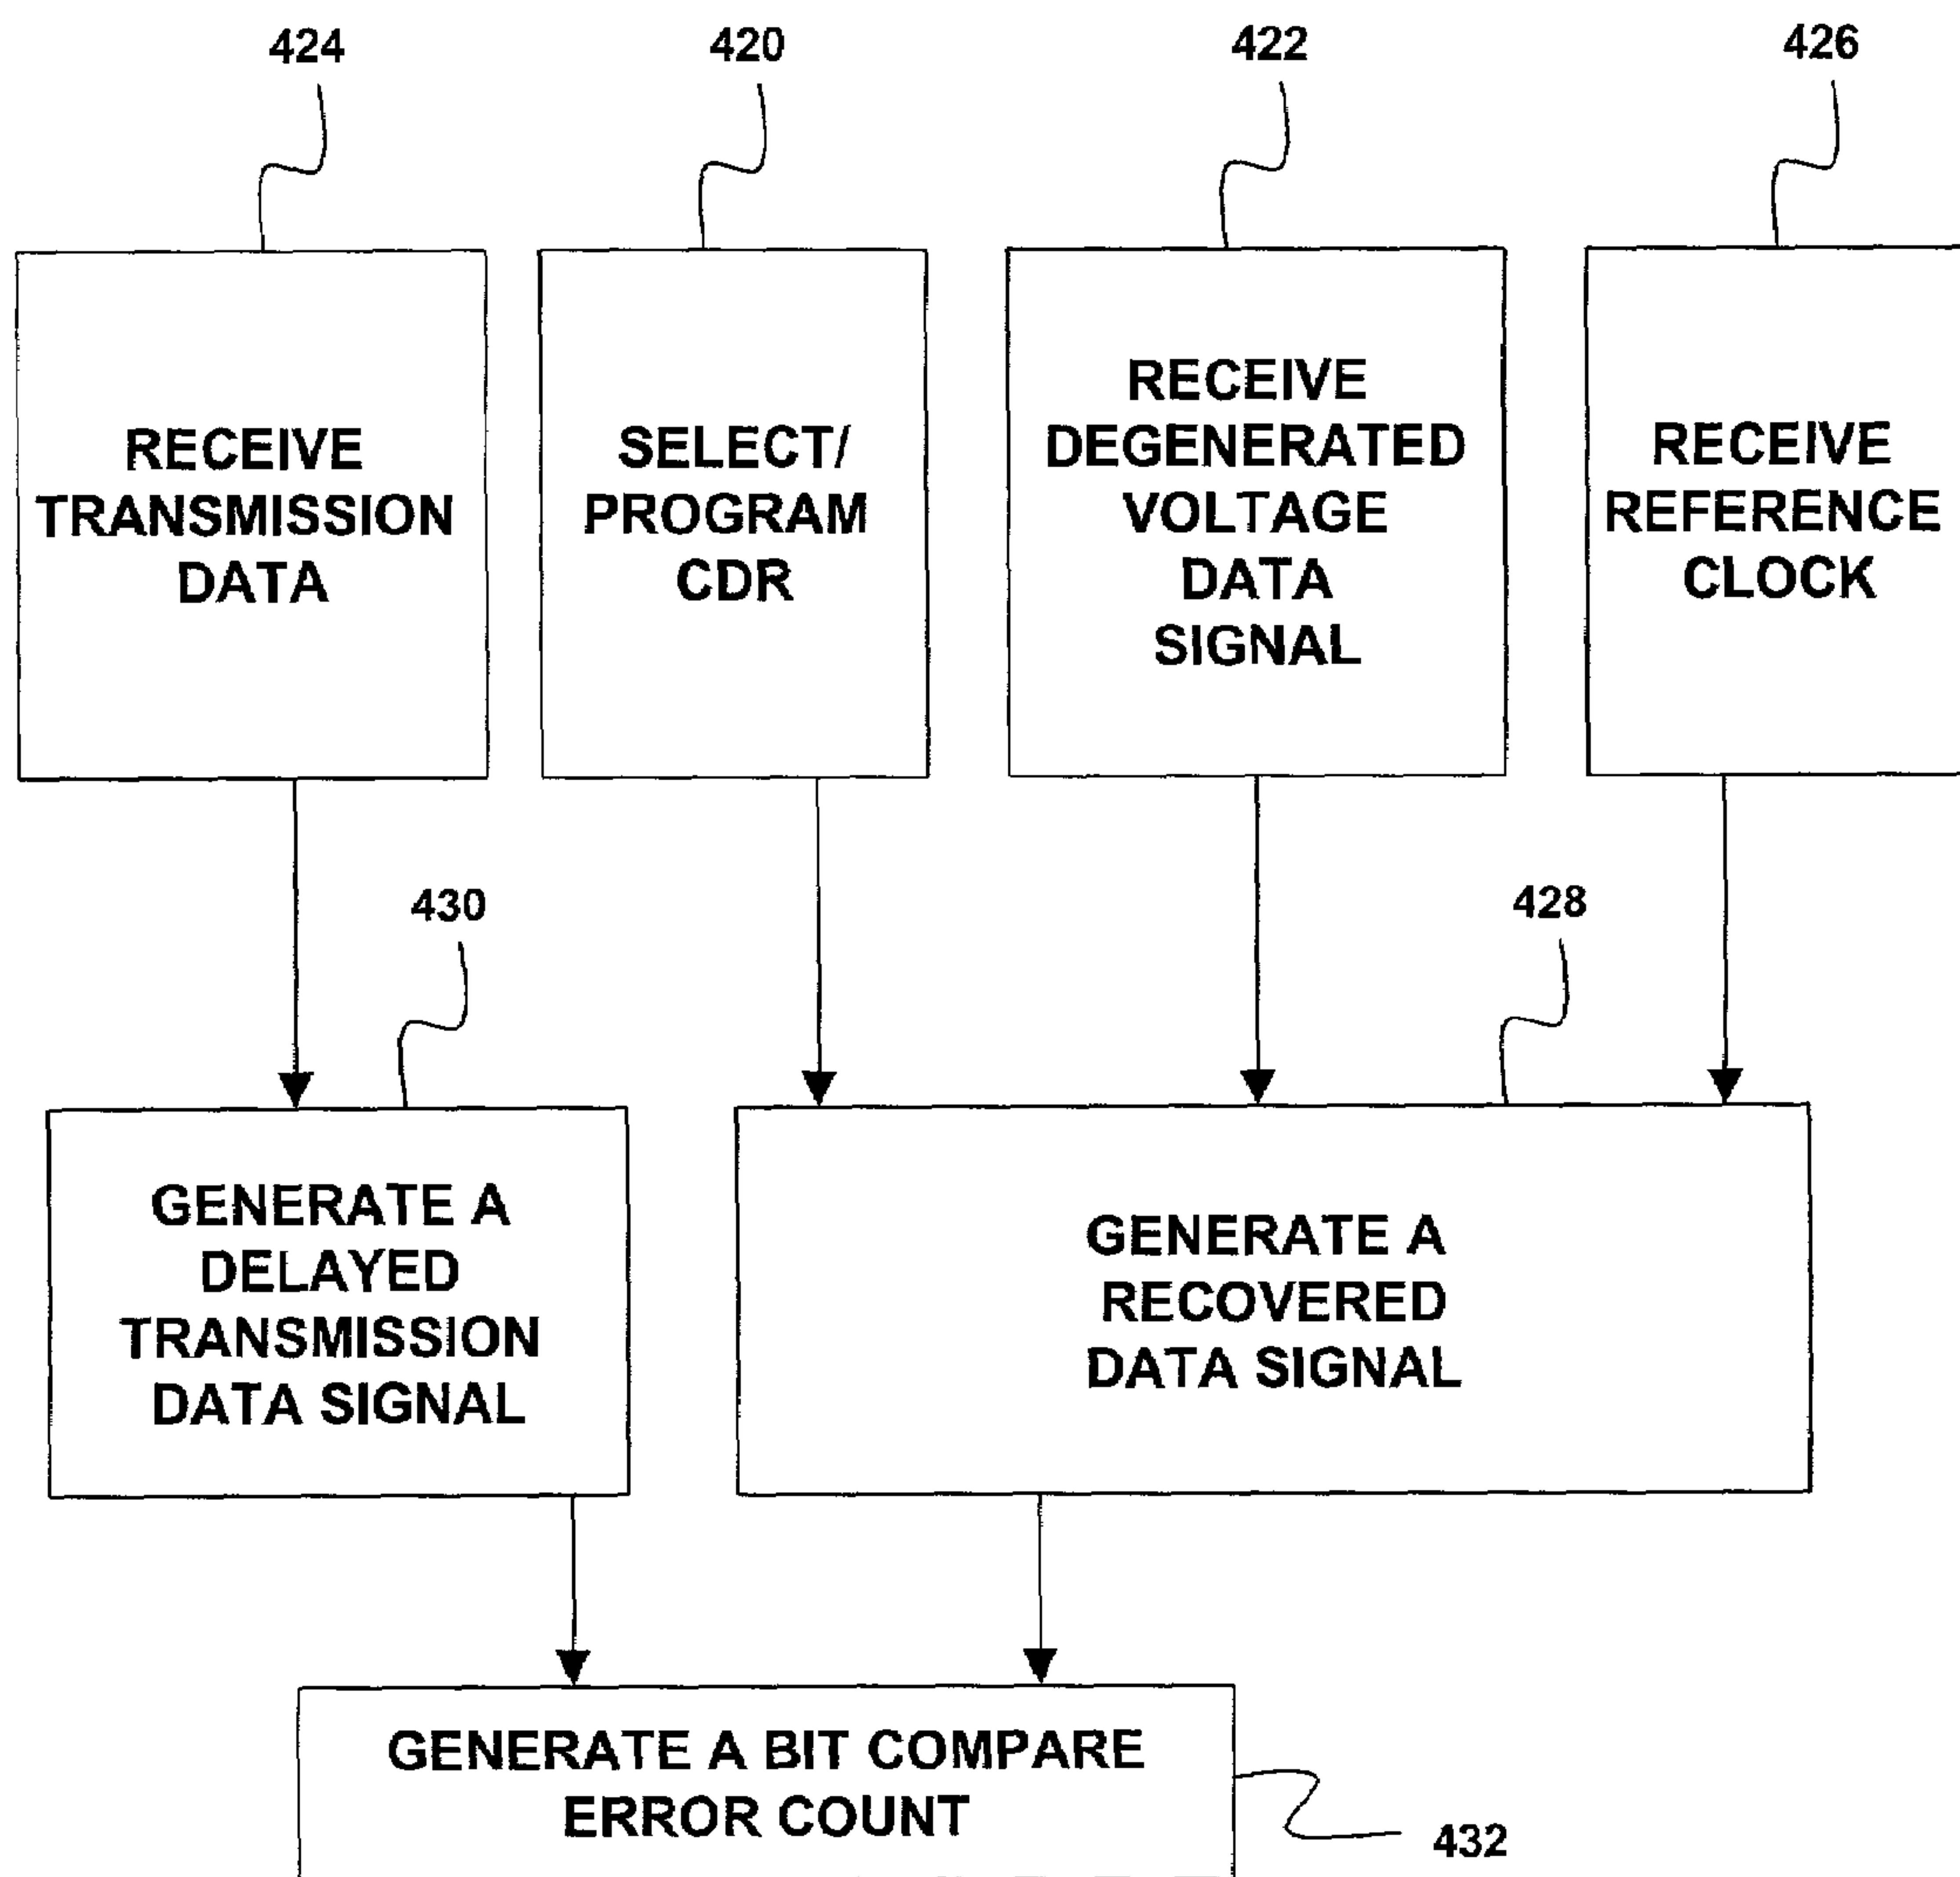 424
420
422
426
RECEIVE
TRANSMISSION
DATA
SELECT/
PROGRAM
CDR
RECEIVE
DEGENERATED
VOLTAGE
DATA
SIGNAL
RECEIVE
REFERENCE
CLOCK
430
428
GENERATE A
DELAYED
TRANSMISSION
DATA SIGNAL
GENERATE A
RECOVERED
DATA SIGNAL
GENERATE A BIT COMPARE
ERROR COUNT
432